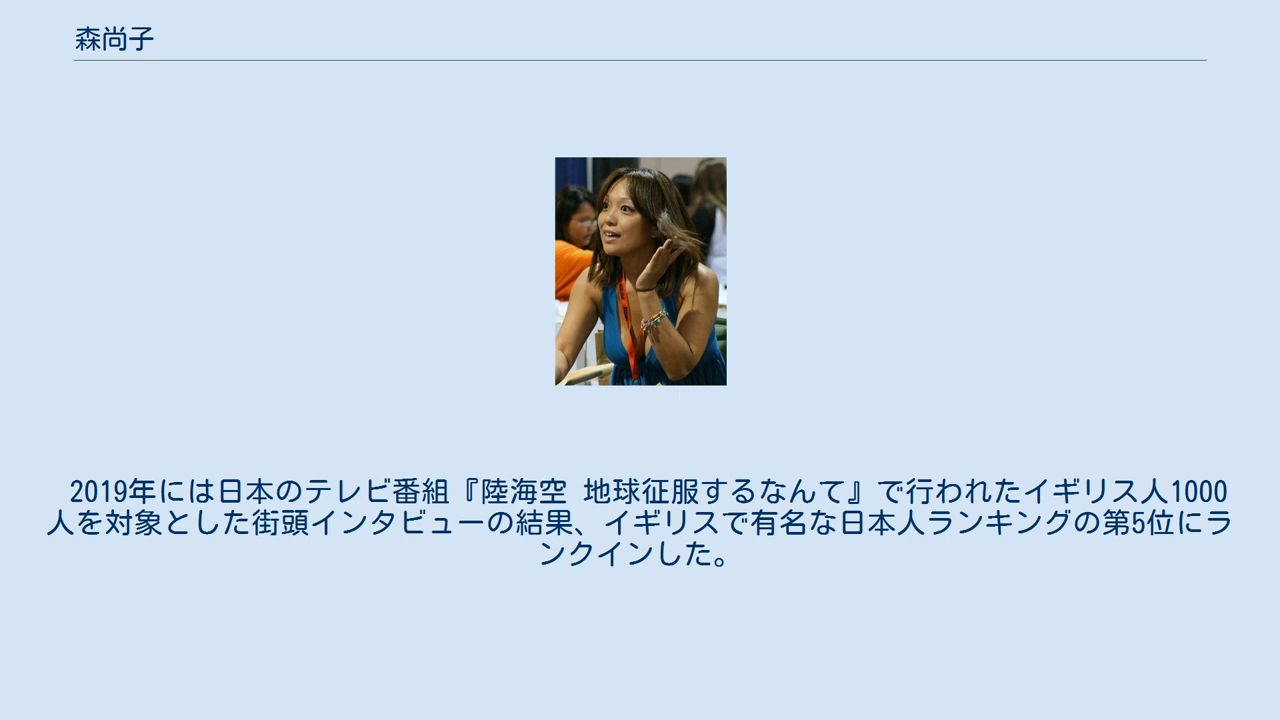 森尚子
2019年には日本のテレビ番組『陸海空 地球征服するなんて』で行われたイギリス人1000
人を対象とした街頭インタビューの結果、イギリスで有名な日本人ランキングの第5位にラ
ンクインした。